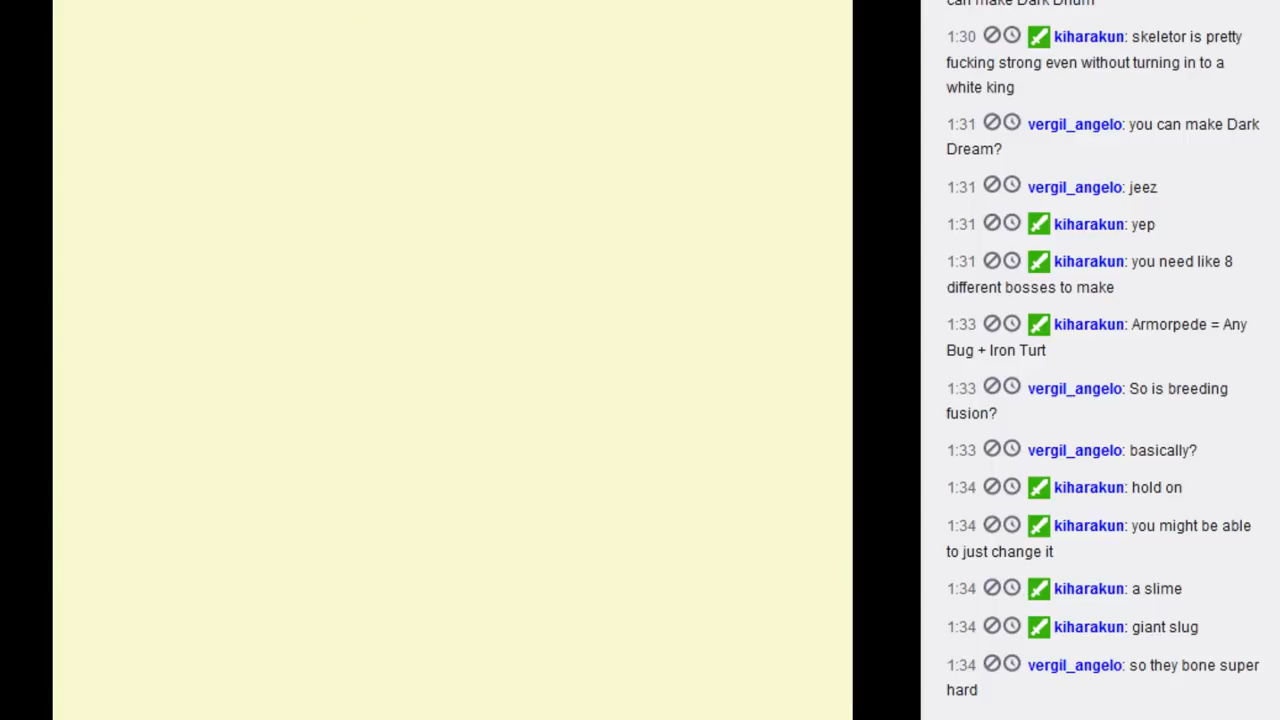 1:30 kiharakun: skeletor is pretty
fucking strong even without turning in to a
white king
1:31 vergil_angelo: you can make Dark
Dream?
1:31 vergil_angelo: jeez
1:31 kiharakun: yep
1:31 kiharakun: you need like 8
different bosses to make
1:33 kiharakun: Armorpede = Any
Bug + Iron Turt
1:33 vergil_angelo: So is breeding
fusion?
1:33 vergil_angelo: basically?
1:34 kiharakun: hold on
1:34 kiharakun: you might be able
to just change it
1:34 kiharakun: a slime
1:34 kiharakun: giant slug
1:34 vergil_angelo: so they bone super
hard